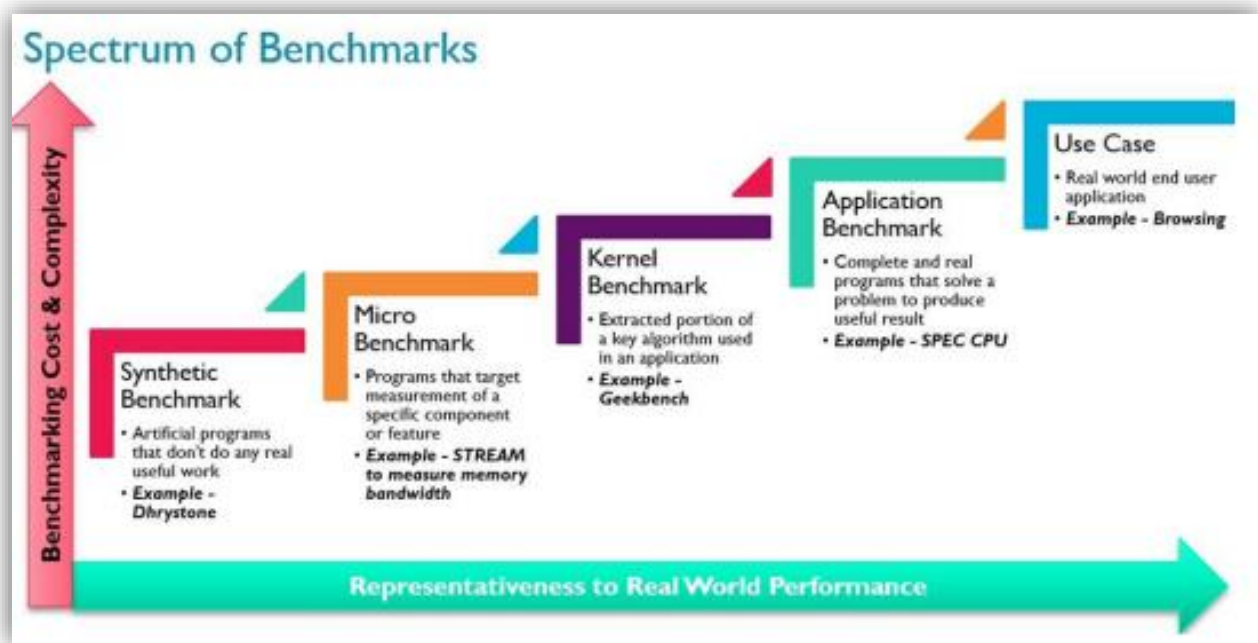 Spectrum of Benchmarks
Benchmarking Cost & Complexity
Synthetic
Benchmark
• Artificial programs
that don't do any real
useful work
• Example -
Dhrystone
Micro
Benchmark
• Programs that target
measurement of a
specific component
or feature
• Example - STREAM
to measure memory
bandwidth
Kernel
Benchmark
• Extracted portion of
a key algorithm used
in an application
• Example -
Geekbench
Application
Benchmark
• Complete and real
programs that solve a
problem to produce
useful result
• Example - SPEC CPU
Use Case
• Real world end user
application
• Example - Browsing
Representativeness to Real World Performance